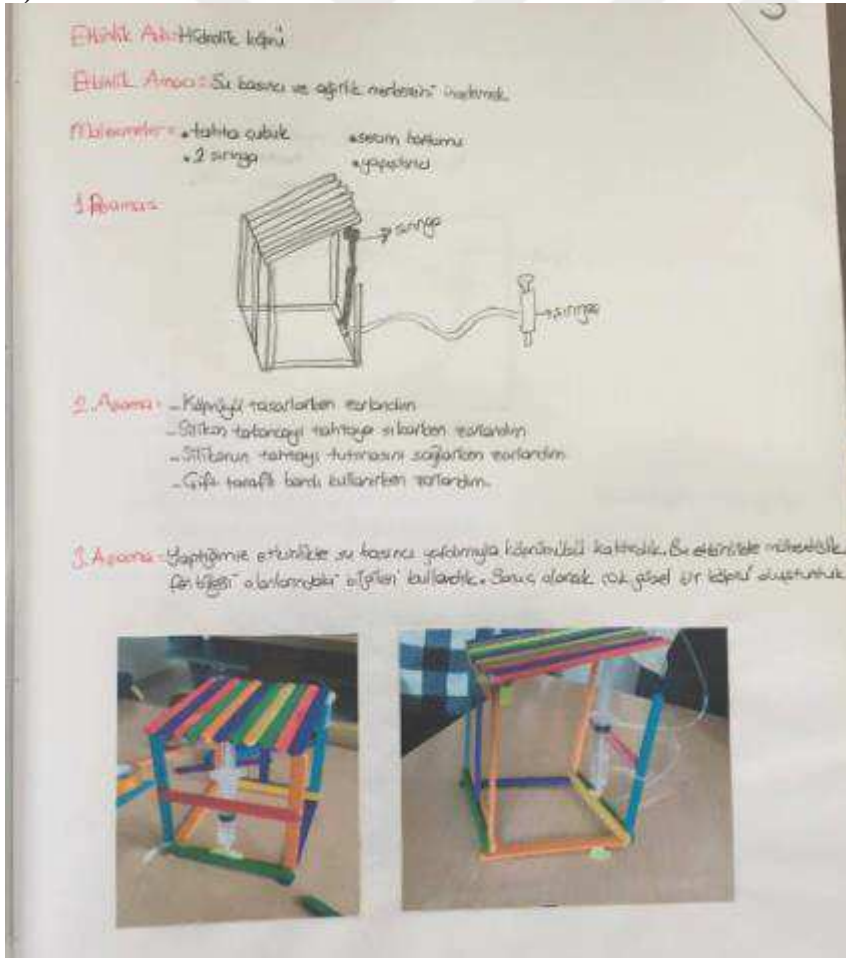 Etkinlik Adı: Hidrolik köprü
Etkinlik Amacı: Su basıncı ve ağırlık merkezini incelemek
Malzemeler: • tahta çubuk • serum hortumu
• 2 şırınga • yapıştırıcı
1. Aşama:
şırınga
şırınga
2. Aşama: - Köprüyü tasarlarken zorlandım
- Silikon tabancayı tahtaya sıkarken zorlandım
- Silikonun tahtayı tutmasını sağlarken zorlandım
- Çift taraflı bandı kullanırken zorlandım.
3. Aşama: Yaptığımız etkinlikte su basıncı yardımıyla köprümüzü kaldırdık. Bu etkinlikte mühendislik,
fen bilgisi alanlarındaki bilgileri kullandık. Sonuç olarak çok güzel bir köprü oluşturduk